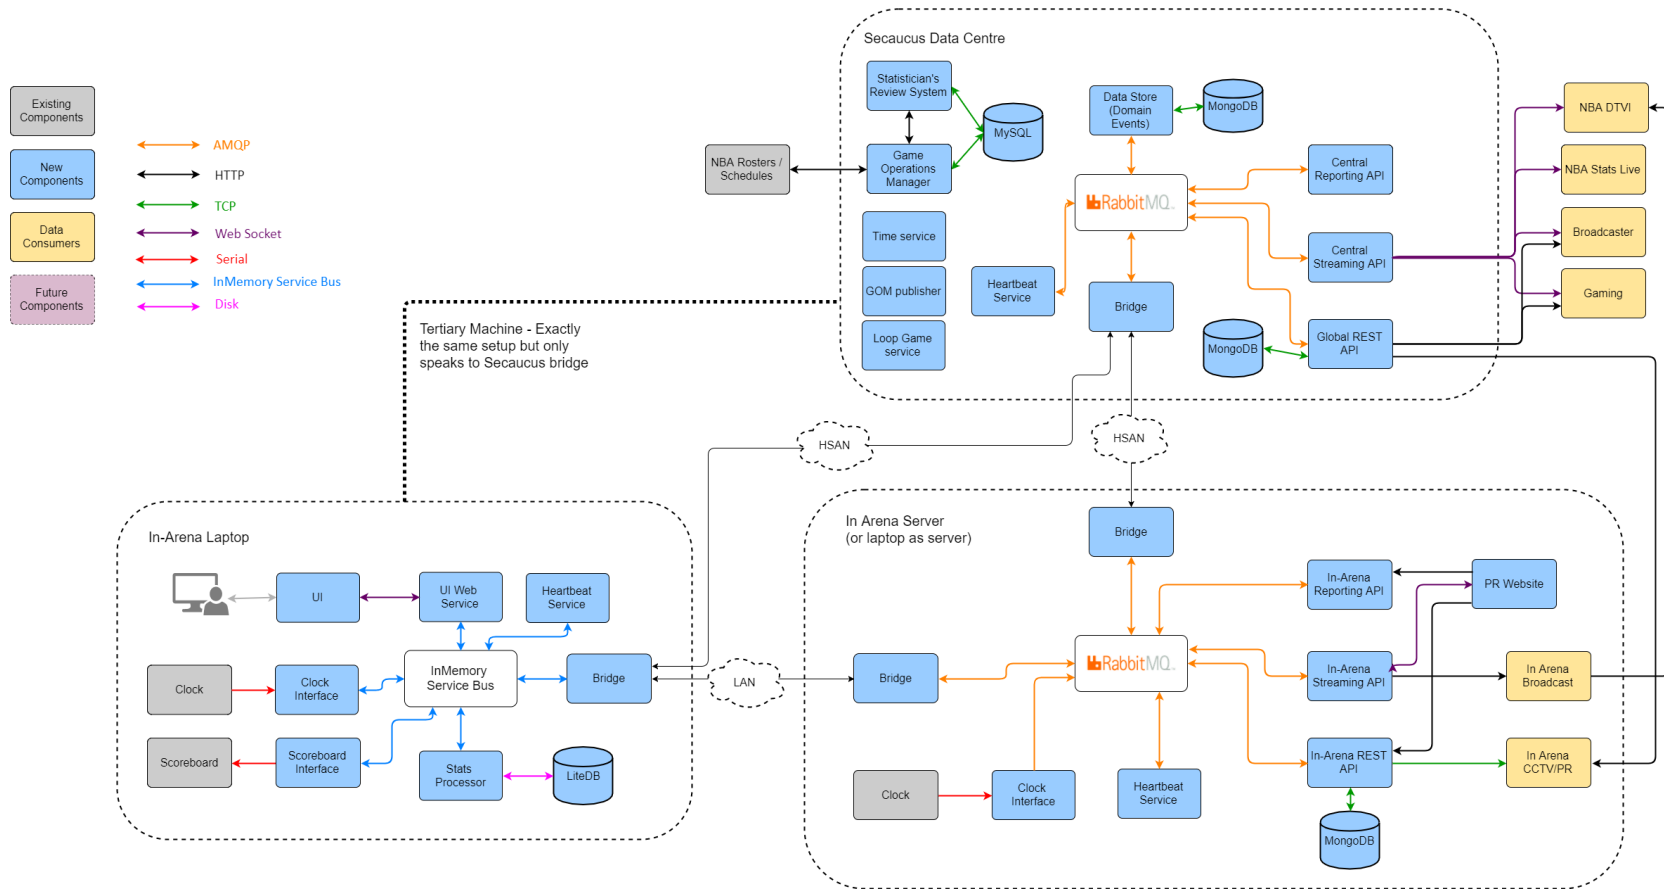 Secaucus Data Centre
Existing
Components
New
Components
Data
Consumers
Future
Components
AMQP
HTTP
TCP
Web Socket
Serial
InMemory Service Bus
Disk
Statistician's
Review System
MySQL
Game
Operations
Manager
NBA Rosters /
Schedules
Data Store
(Domain
Events)
MongoDB
RabbitMQ
Central
Reporting API
Central
Streaming API
Global REST
API
MongoDB
Time service
GOM publisher
Loop Game
service
Heartbeat
Service
Bridge
NBA DTVI
NBA Stats Live
Broadcaster
Gaming
Tertiary Machine - Exactly
the same setup but only
speaks to Secaucus bridge
HSAN
HSAN
In-Arena Laptop
UI
UI Web
Service
Heartbeat
Service
Clock
Clock
Interface
InMemory
Service Bus
Bridge
Scoreboard
Scoreboard
Interface
Stats
Processor
LiteDB
LAN
In Arena Server
(or laptop as server)
Bridge
Bridge
RabbitMQ
In-Arena
Reporting API
PR Website
In-Arena
Streaming API
In Arena
Broadcast
In-Arena REST
API
In Arena
CCTV/PR
Clock
Clock
Interface
Heartbeat
Service
MongoDB